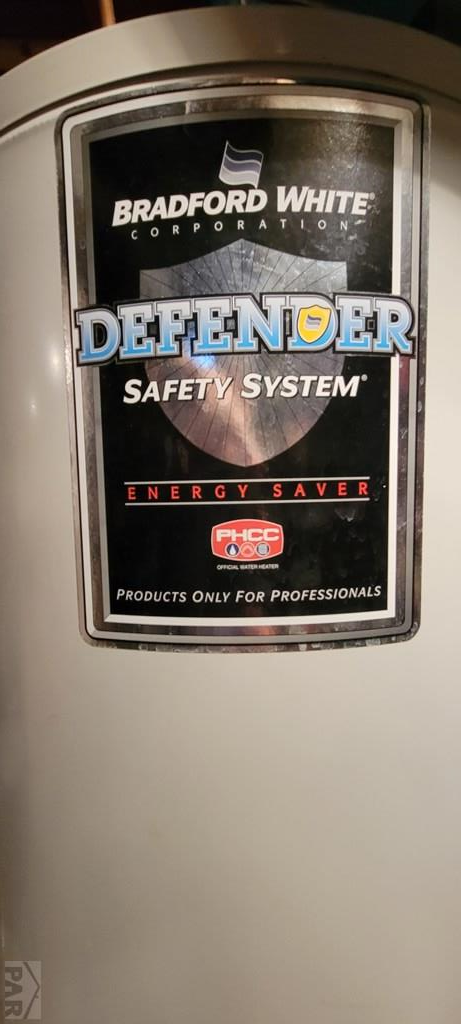 BRADFORD WHITE®
CORPORATION
DEFENDER
SAFETY SYSTEM®
ENERGY SAVER
PHCC
OFFICIAL WATER HEATER
PRODUCTS ONLY FOR PROFESSIONALS
PAR